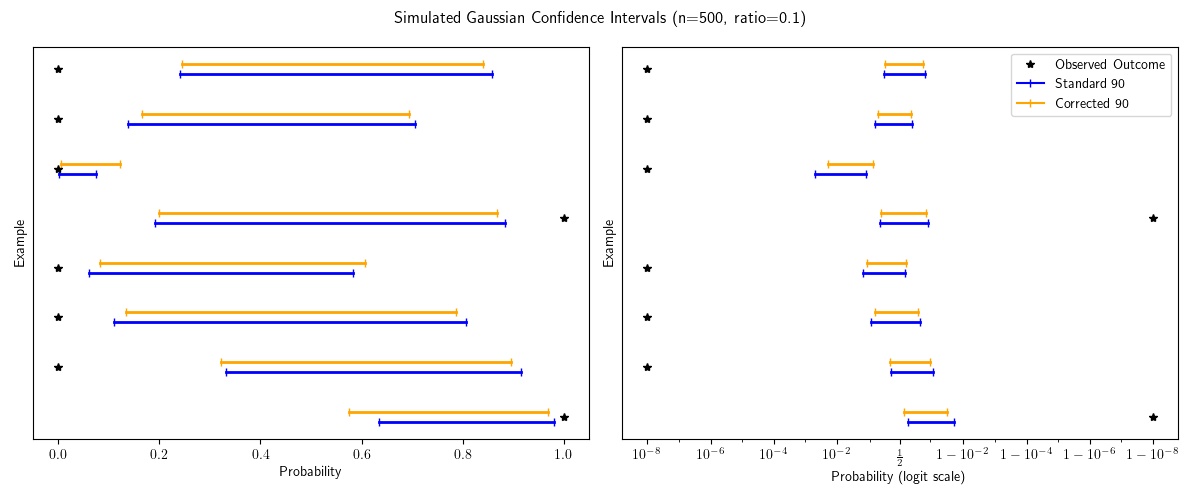 Simulated Gaussian Confidence Intervals (n=500, ratio=0.1)
Example
0.0 0.2 0.4 0.6 0.8 1.0
Probability
Example
Observed Outcome
Standard 90
Corrected 90
10⁻⁸ 10⁻⁶ 10⁻⁴ 10⁻² 1/2 1 − 10⁻² 1 − 10⁻⁴ 1 − 10⁻⁶ 1 − 10⁻⁸
Probability (logit scale)